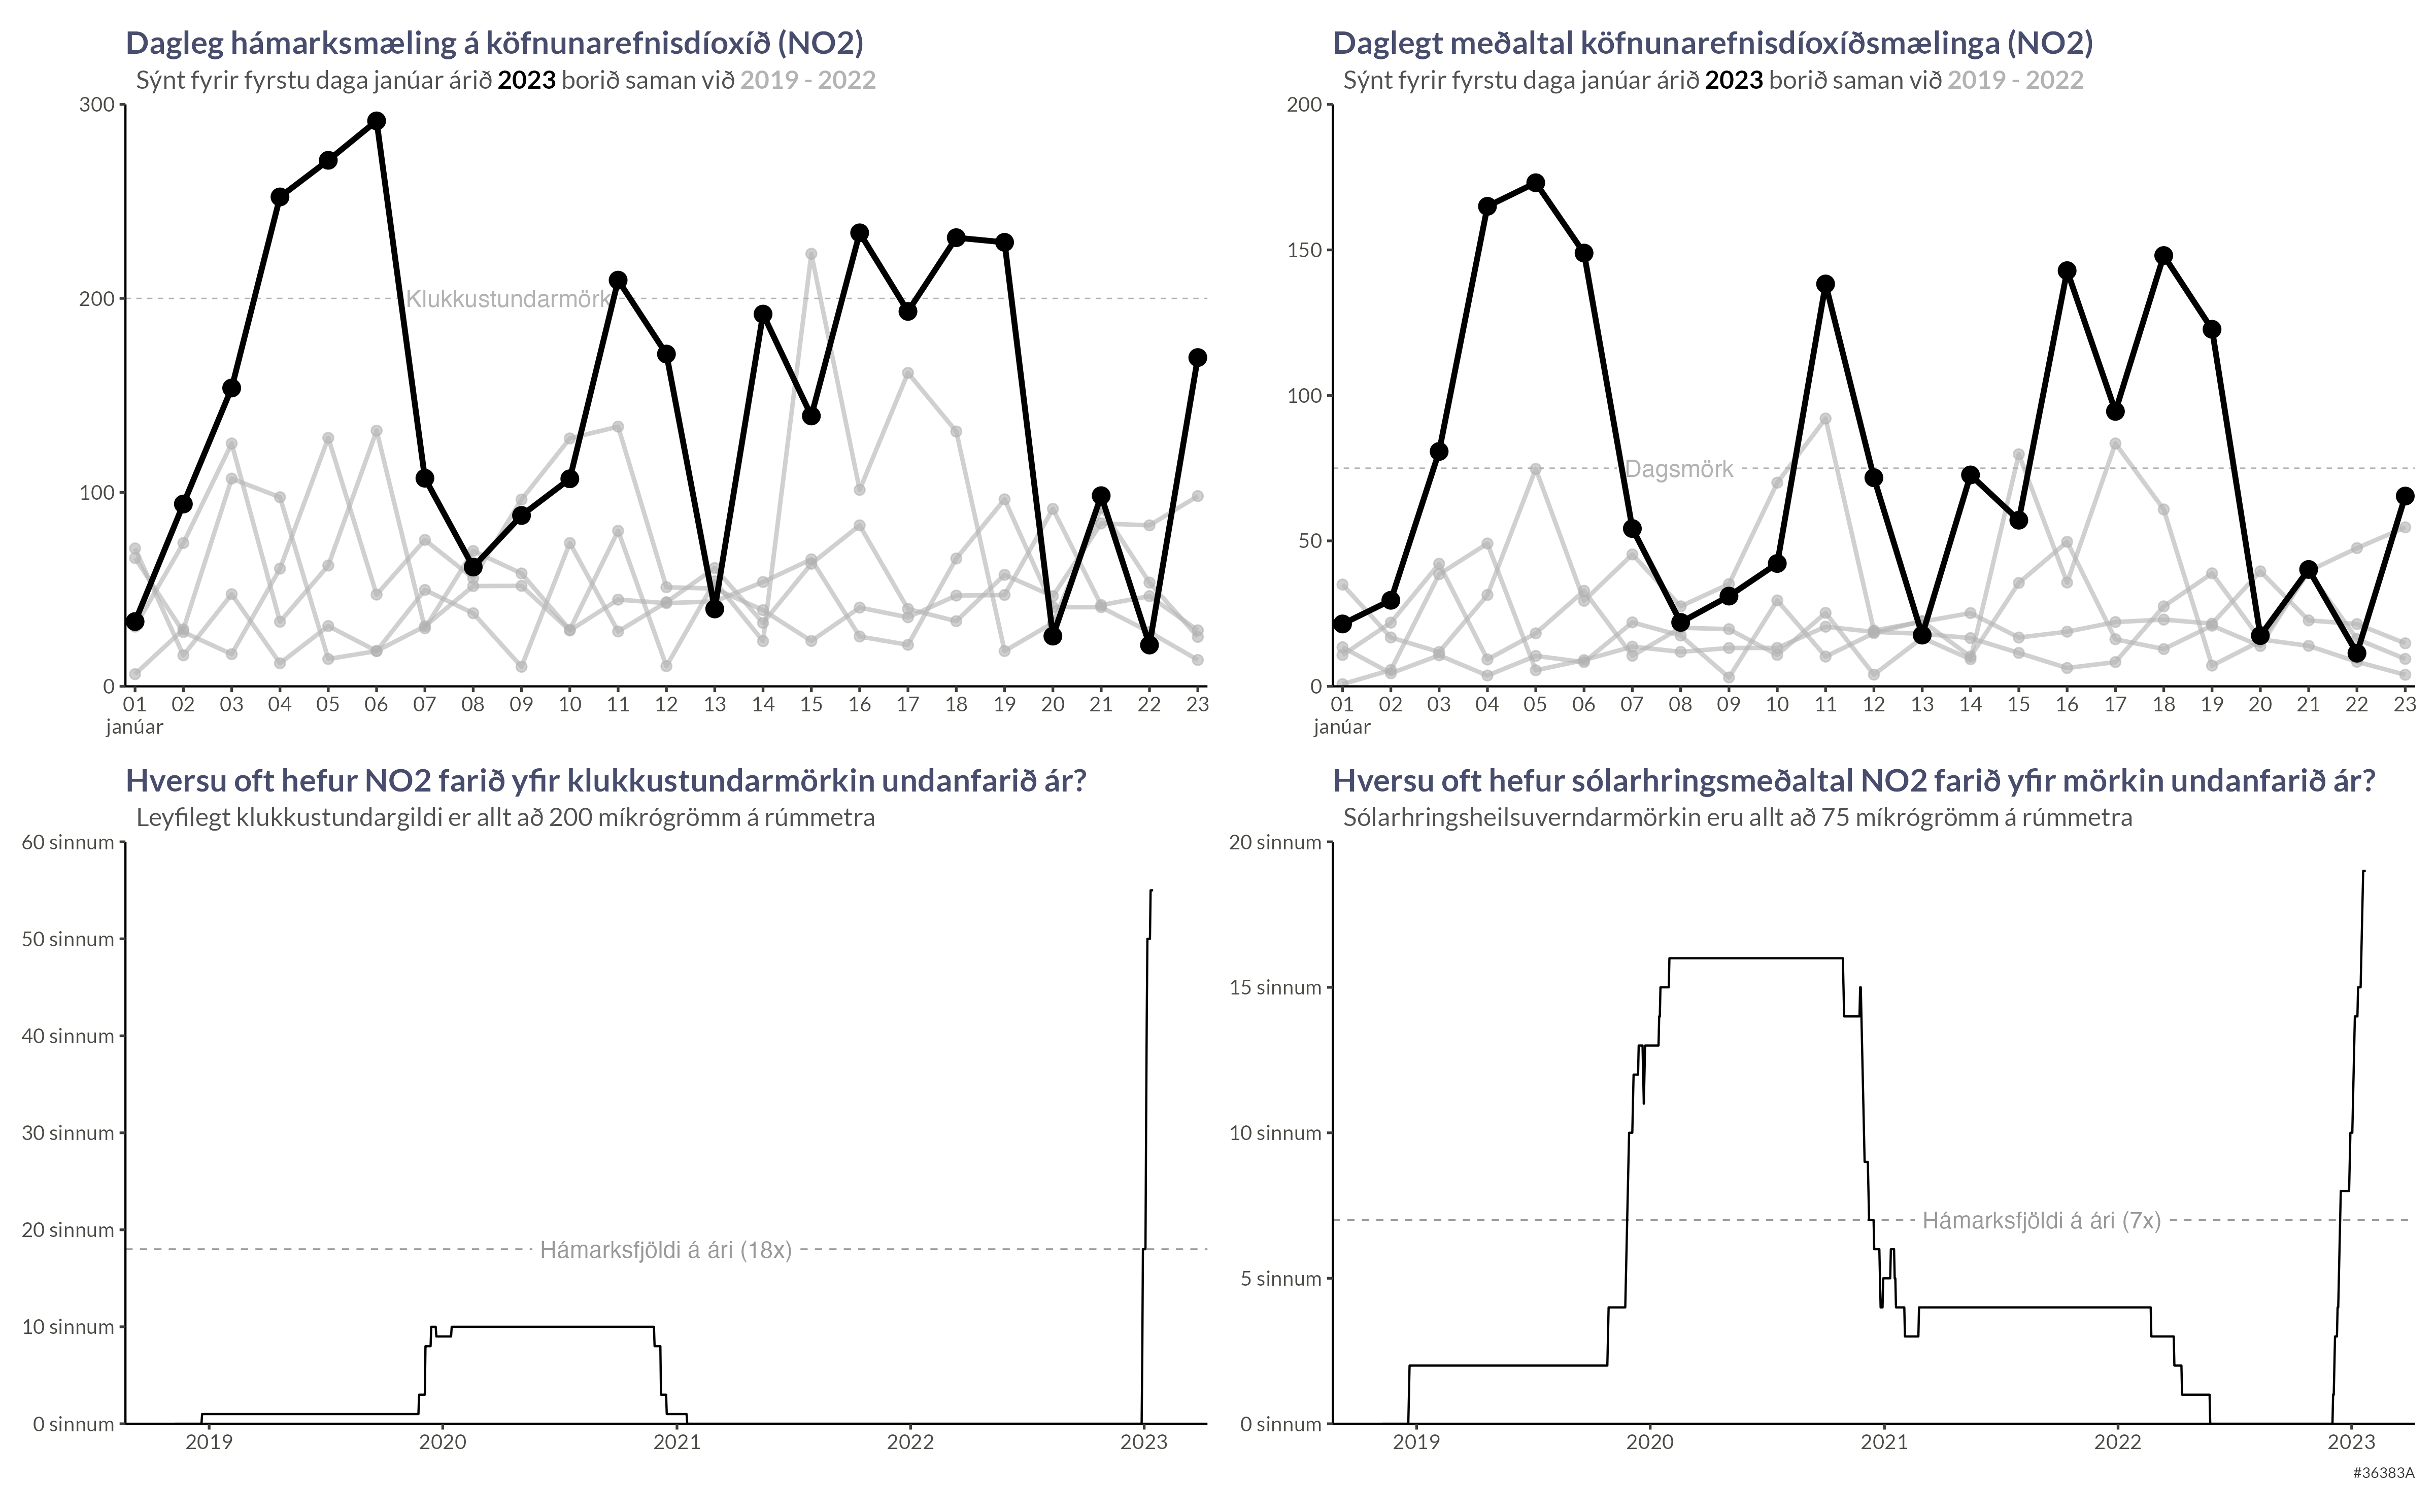 Dagleg hámarksmæling á köfnunarefnisdíoxíð (NO2)
Sýnt fyrir fyrstu daga janúar árið 2023 borið saman við 2019 - 2022
300
200
100
0
Klukkustundarmörk
01 02 03 04 05 06 07 08 09 10 11 12 13 14 15 16 17 18 19 20 21 22 23
janúar
Daglegt meðaltal köfnunarefnisdíoxíðsmælinga (NO2)
Sýnt fyrir fyrstu daga janúar árið 2023 borið saman við 2019 - 2022
200
150
100
50
0
Dagsmörk
01 02 03 04 05 06 07 08 09 10 11 12 13 14 15 16 17 18 19 20 21 22 23
janúar
Hversu oft hefur NO2 farið yfir klukkustundarmörkin undanfarið ár?
Leyfilegt klukkustundargildi er allt að 200 míkrógrömm á rúmmetra
60 sinnum
50 sinnum
40 sinnum
30 sinnum
20 sinnum
10 sinnum
0 sinnum
Hámarksfjöldi á ári (18x)
2019 2020 2021 2022 2023
Hversu oft hefur sólarhringsmeðaltal NO2 farið yfir mörkin undanfarið ár?
Sólarhringsheilsuverndarmörkin eru allt að 75 míkrógrömm á rúmmetra
20 sinnum
15 sinnum
10 sinnum
5 sinnum
0 sinnum
Hámarksfjöldi á ári (7x)
2019 2020 2021 2022 2023
#36383A